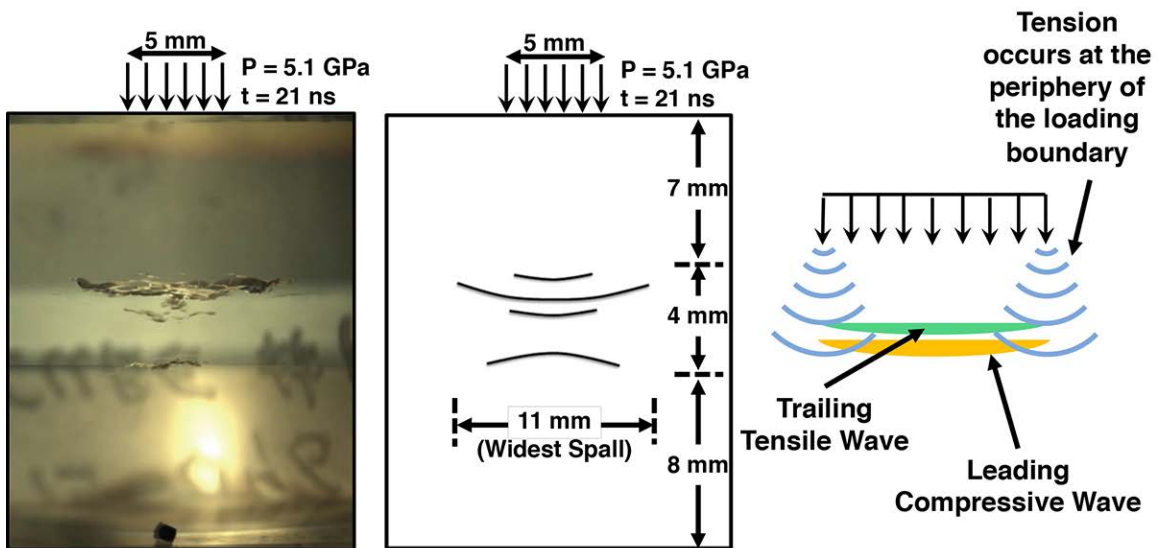 5 mm
P = 5.1 GPa
t = 21 ns
5 mm
P = 5.1 GPa
t = 21 ns
7 mm
4 mm
11 mm
(Widest Spall)
8 mm
Tension
occurs at the
periphery of
the loading
boundary
Trailing
Tensile Wave
Leading
Compressive Wave